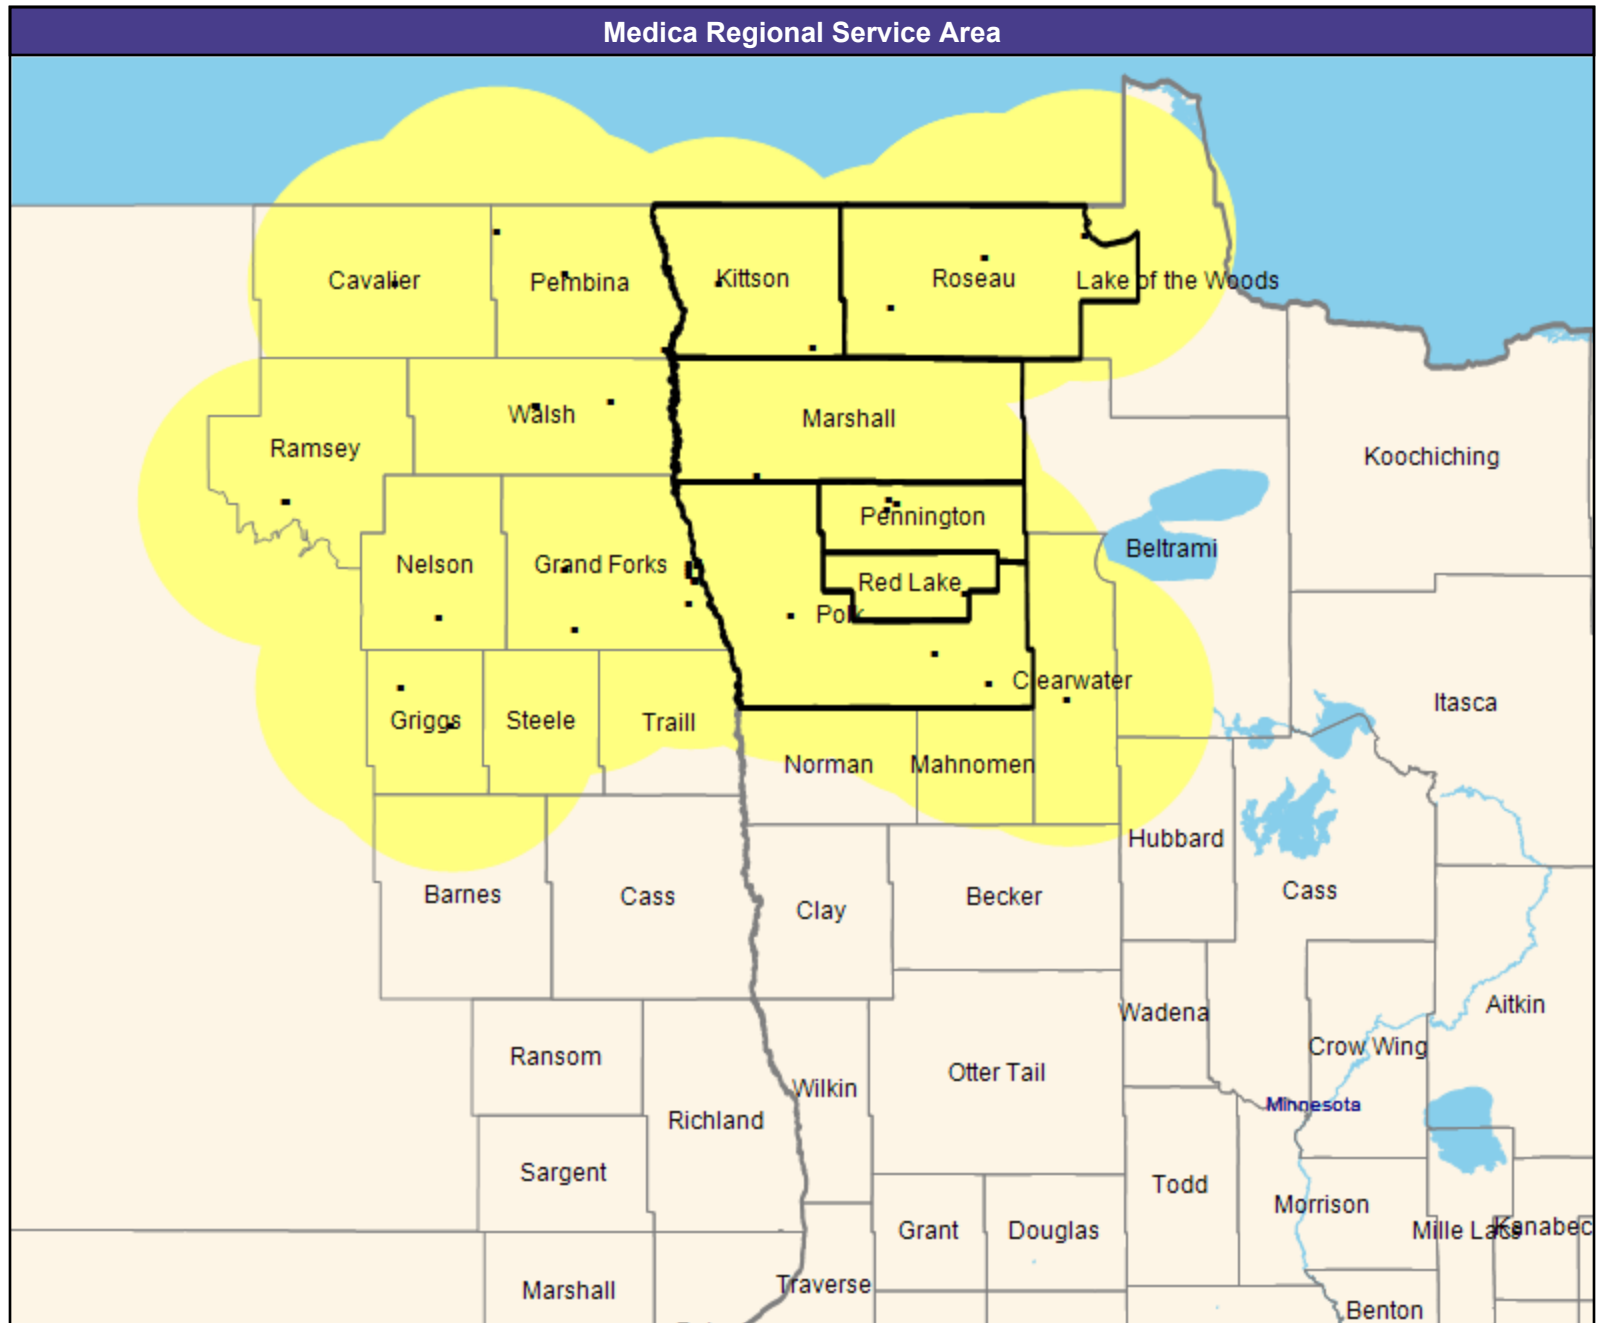 Medica Regional Service Area
Cavalier
Pembina
Kittson
Roseau
Lake of the Woods
Walsh
Marshall
Ramsey
Koochiching
Pennington
Beltrami
Nelson
Grand Forks
Red Lake
Polk
Clearwater
Itasca
Griggs
Steele
Traill
Norman
Mahnomen
Hubbard
Barnes
Cass
Clay
Becker
Cass
Wadena
Aitkin
Ransom
Crow Wing
Otter Tail
Wilkin
Minnesota
Richland
Sargent
Todd
Morrison
Grant
Douglas
Mille Lacs
Kanabec
Marshall
Traverse
Benton